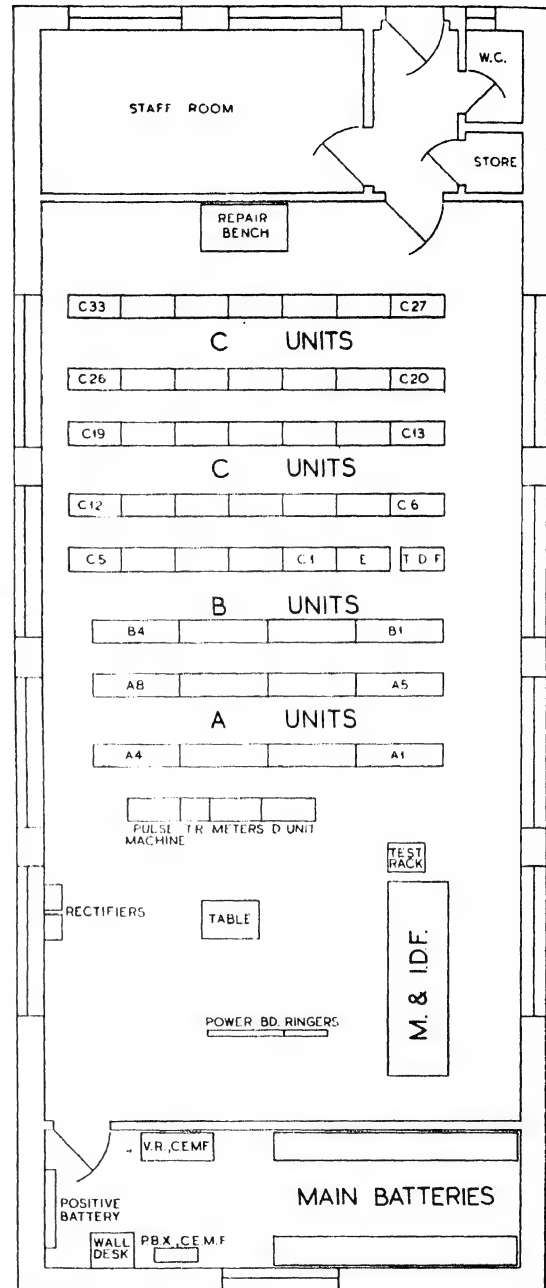 W.C.
STAFF ROOM
STORE
REPAIR
BENCH
C33 C27
C UNITS
C26 C20
C19 C13
C UNITS
C12 C6
C5 C1 E T D F
B UNITS
B4 B1
A8 A5
A UNITS
A4 A1
PULSE T.R. METERS D UNIT
MACHINE
TEST
RACK
RECTIFIERS
TABLE
M. & I.D.F.
POWER BD. RINGERS
V.R., C.E.M.F
POSITIVE
BATTERY
MAIN BATTERIES
WALL
DESK
P.B.X., C.E.M.F